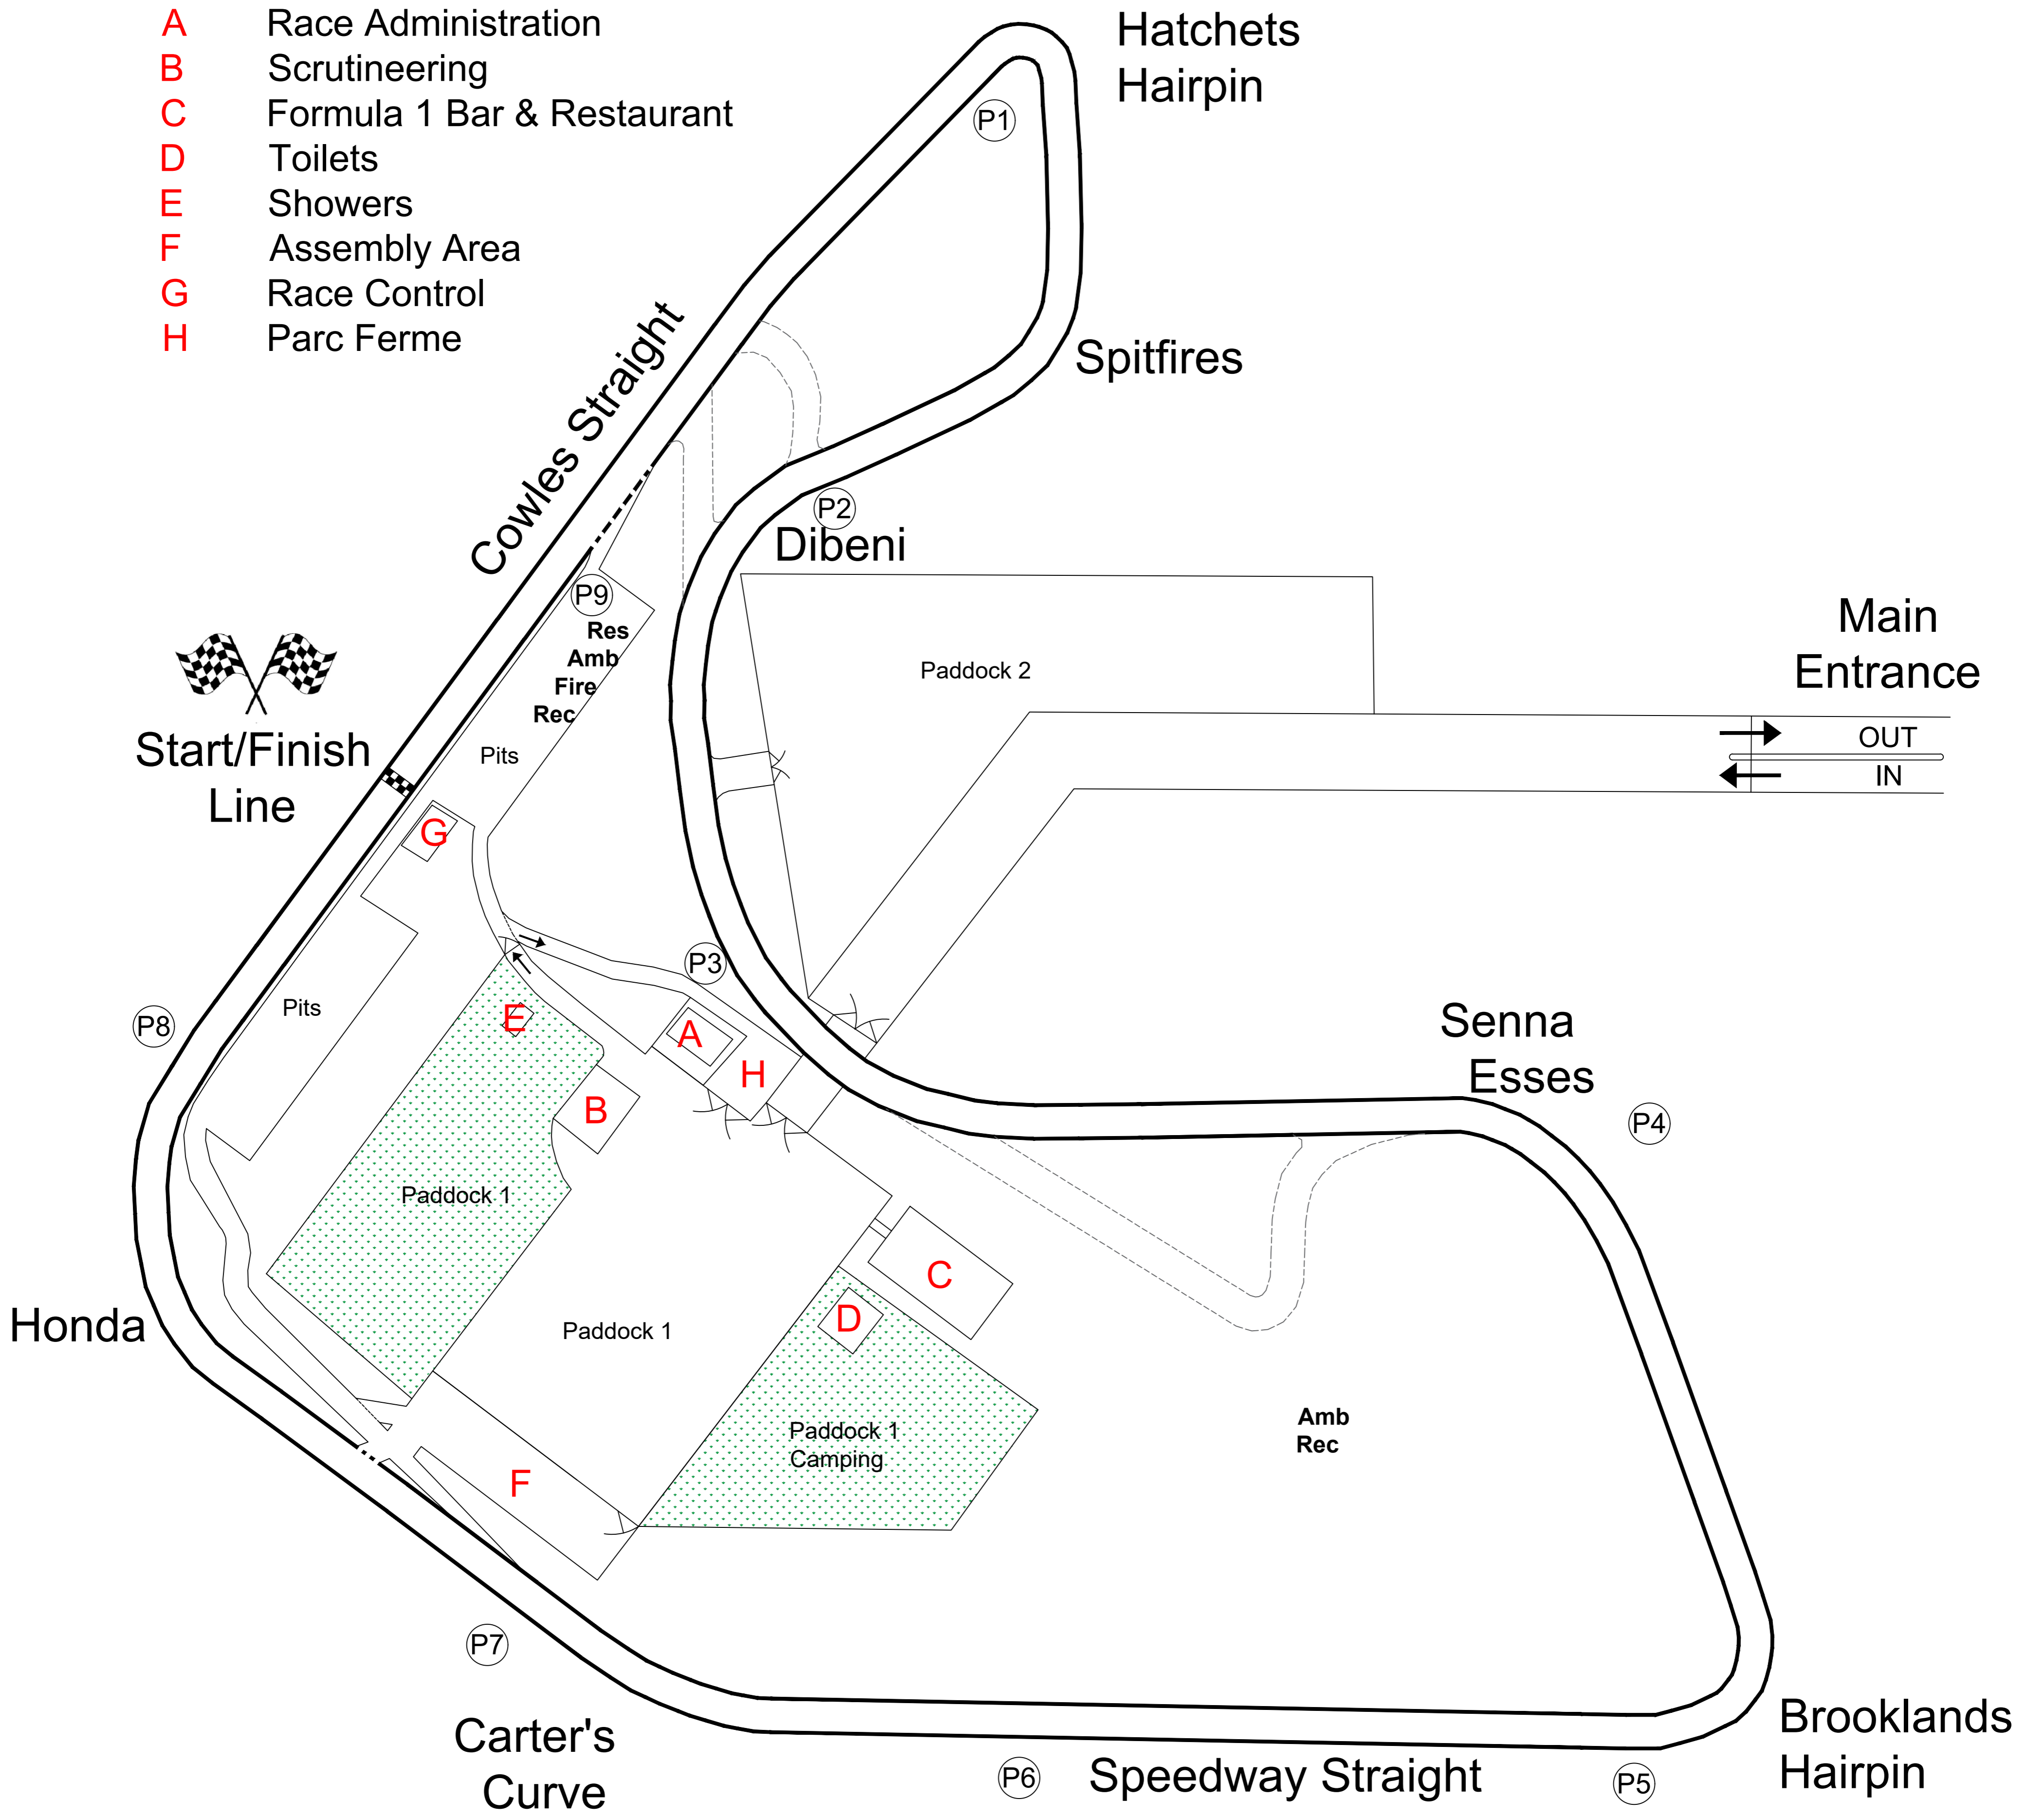 A Race Administration
B Scrutineering
C Formula 1 Bar & Restaurant
D Toilets
E Showers
F Assembly Area
G Race Control
H Parc Ferme
Hatchets
Hairpin
P1
Spitfires
Cowles Straight
P2
Dibeni
P9
Res
Amb
Fire
Rec
Paddock 2
Main
Entrance
OUT
IN
Start/Finish
Line
Pits
G
P3
Pits
P8
E
A
H
B
Senna
Esses
P4
Paddock 1
C
D
Honda
Paddock 1
Paddock 1
Camping
Amb
Rec
F
P7
Carter's
Curve
P6
Speedway Straight
P5
Brooklands
Hairpin